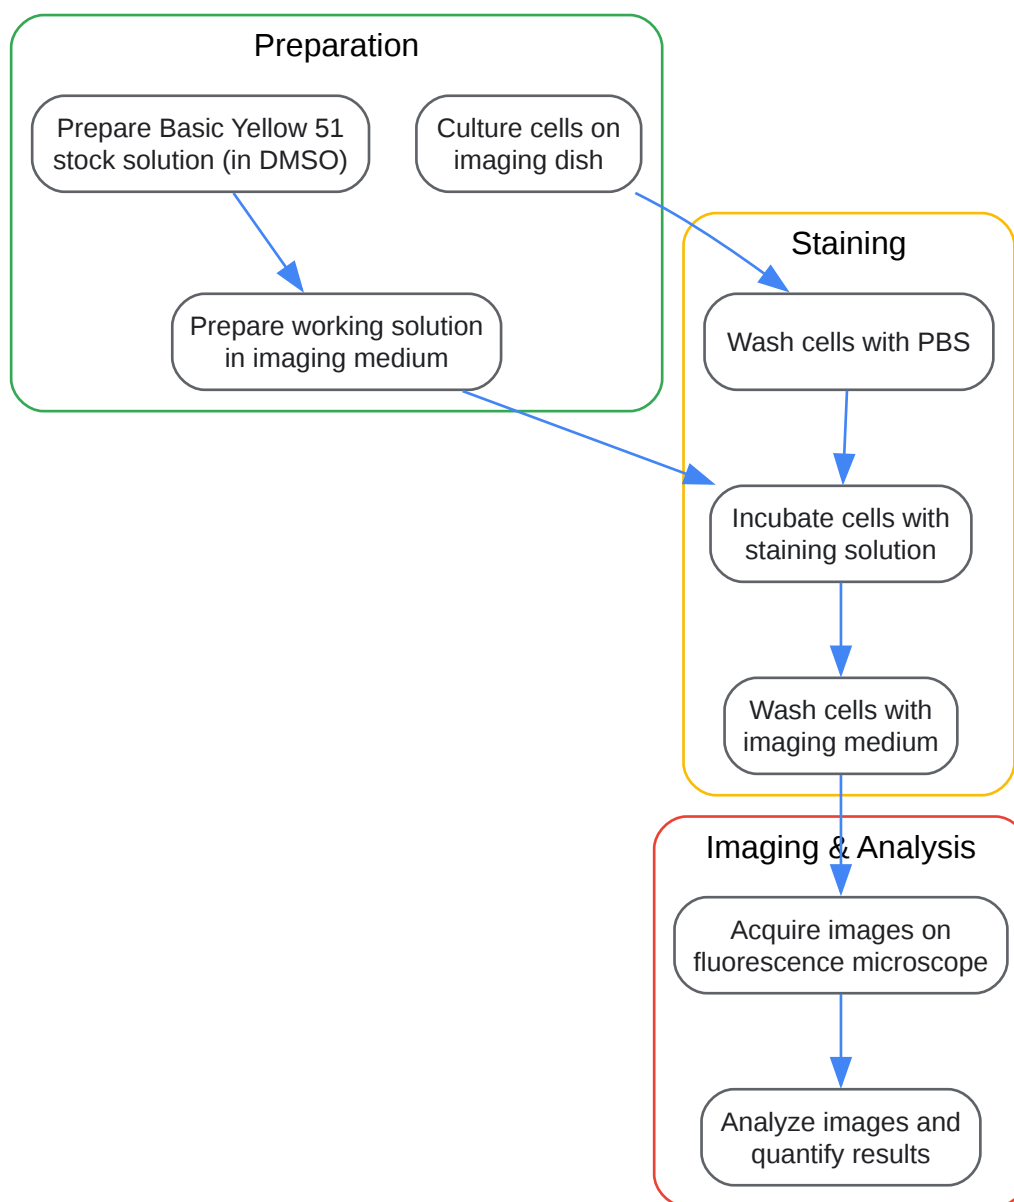 Preparation
Prepare Basic Yellow 51
stock solution (in DMSO)
Culture cells on
imaging dish
Prepare working solution
in imaging medium
Staining
Wash cells with PBS
Incubate cells with
staining solution
Wash cells with
imaging medium
Imaging & Analysis
Acquire images on
fluorescence microscope
Analyze images and
quantify results